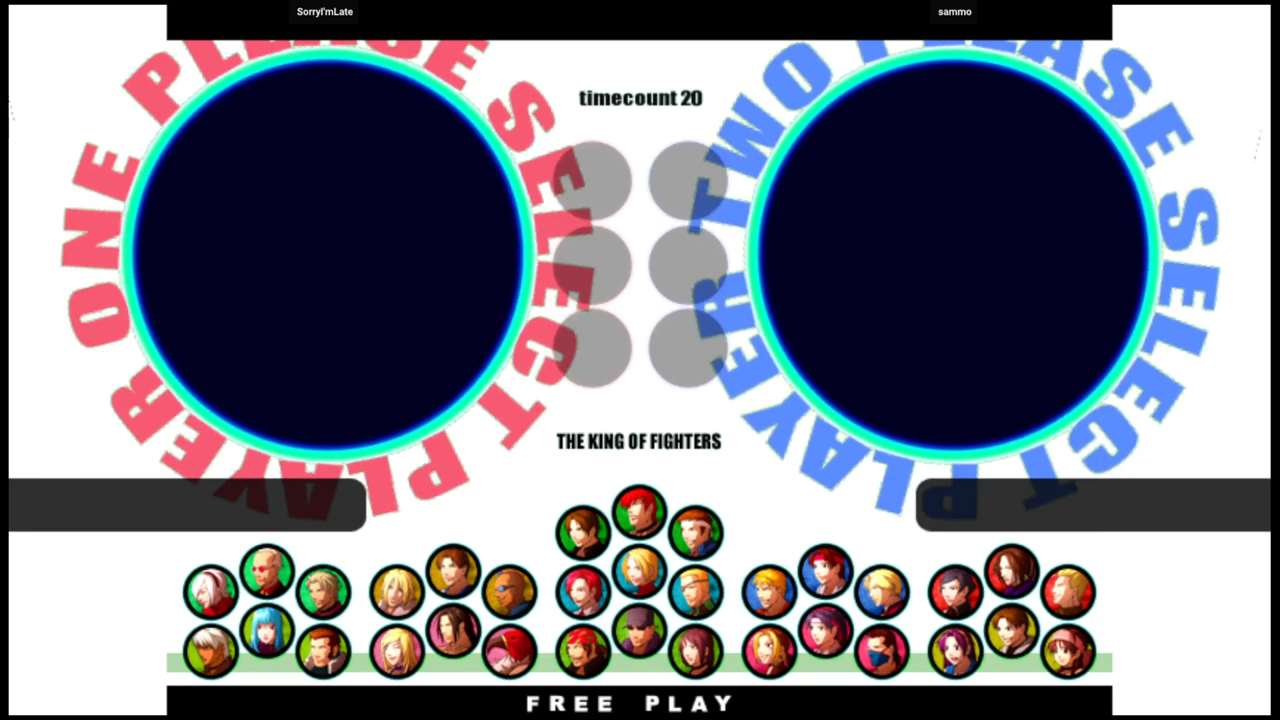 SorryI'mLate
sammo
PLAYER ONE PLEASE SELECT
PLAYER TWO PLEASE SELECT
timecount 20
THE KING OF FIGHTERS
FREE PLAY